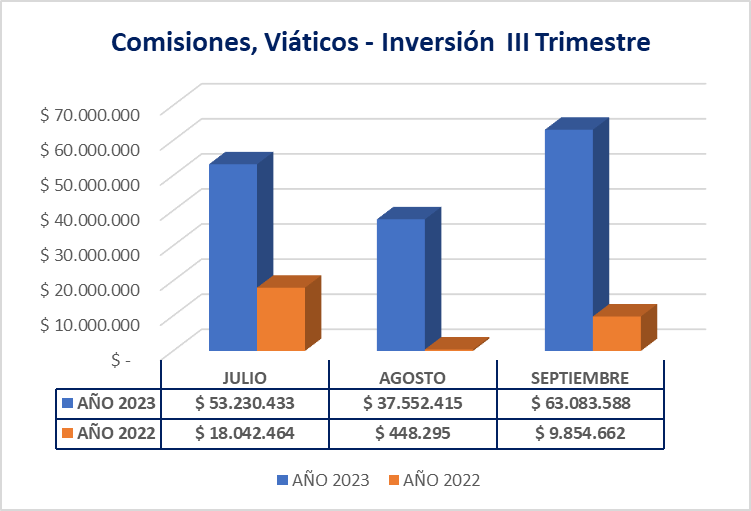 Comisiones, Viáticos - Inversión  III Trimestre
$ 70.000.000
$ 60.000.000
$ 50.000.000
$ 40.000.000
$ 30.000.000
$ 20.000.000
$ 10.000.000
$ -
JULIO AGOSTO SEPTIEMBRE
AÑO 2023 $ 53.230.433 $ 37.552.415 $ 63.083.588
AÑO 2022 $ 18.042.464 $ 448.295 $ 9.854.662
AÑO 2023 AÑO 2022